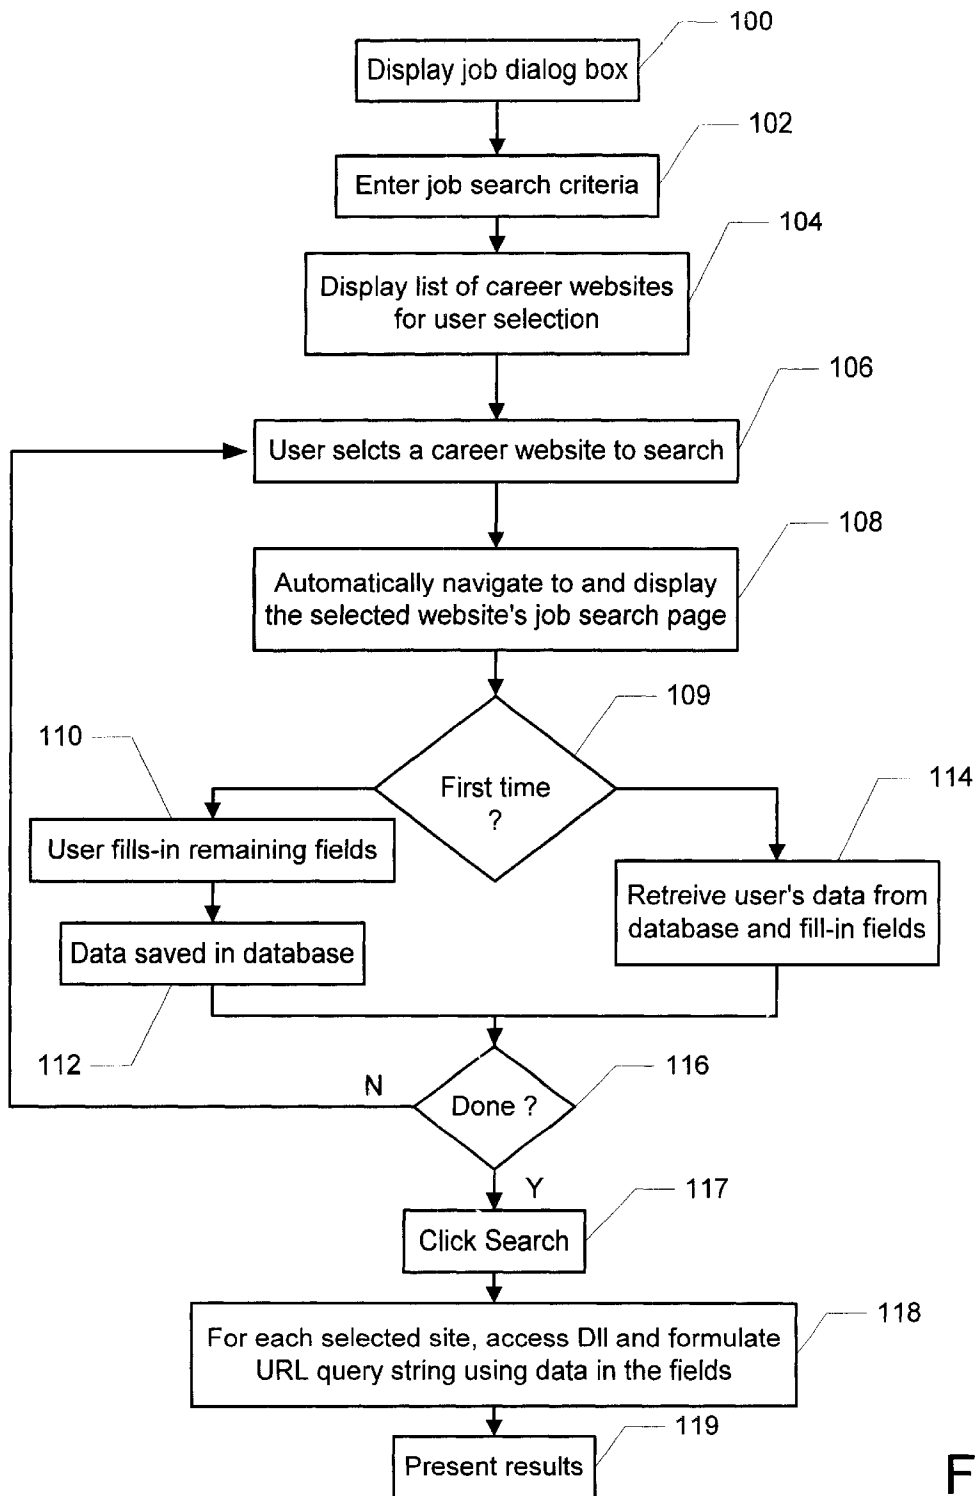 100
Display job dialog box
102
Enter job search criteria
104
Display list of career websites
for user selection
106
User selcts a career website to search
108
Automatically navigate to and display
the selected website's job search page
109
First time
?
110
User fills-in remaining fields
114
Retreive user's data from
database and fill-in fields
Data saved in database
112
116
N
Done ?
Y
117
Click Search
118
For each selected site, access Dll and formulate
URL query string using data in the fields
119
Present results
F